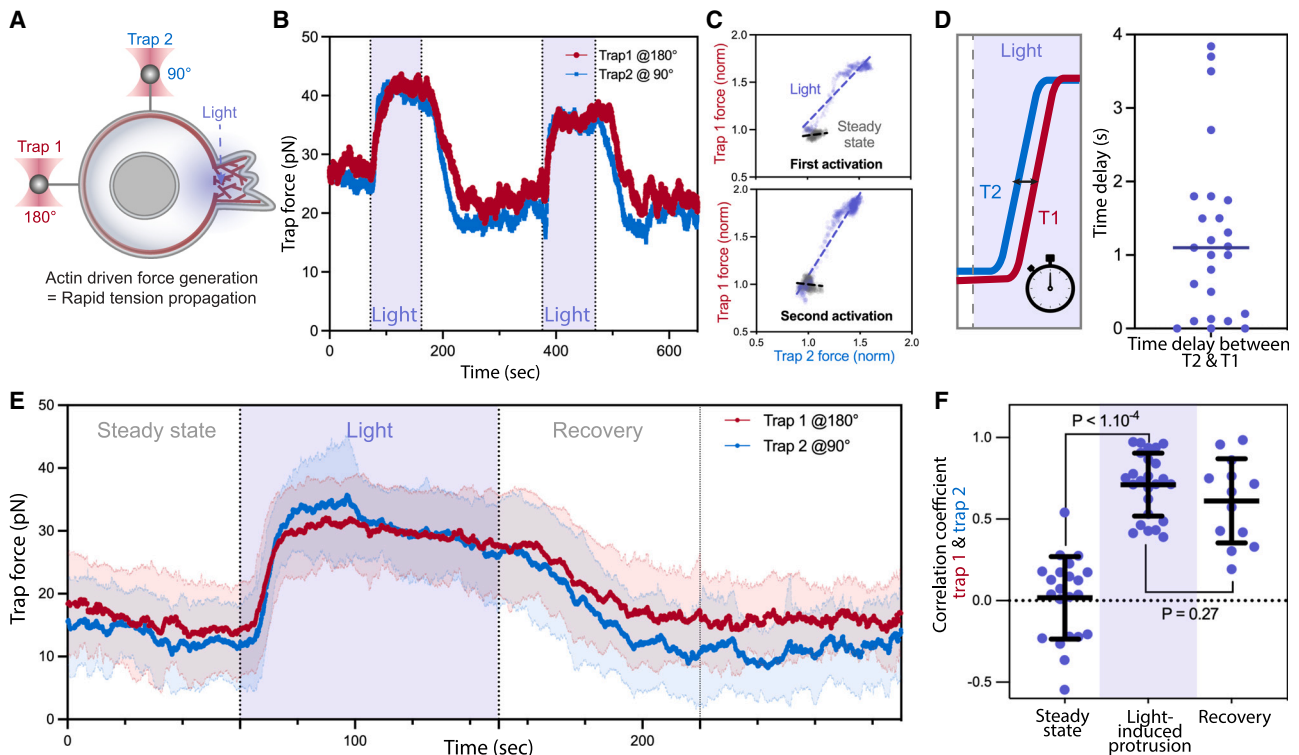 A
Trap 2
90°
Light
Trap 1
180°
Actin driven force generation
= Rapid tension propagation
B
Trap force (pN)
50
40
30
20
10
0
Trap1 @180°
Trap2 @ 90°
Light
Light
0
200
400
600
Time (sec)
C
Trap 1 force (norm)
2.0
1.5
1.0
0.5
Light
Steady
state
First activation
Trap 1 force (norm)
2.0
1.5
1.0
0.5
Second activation
0.5
1.0
1.5
2.0
Trap 2 force (norm)
D
Light
T2
T1
Time delay (s)
4
3
2
1
0
Time delay between
T2 & T1
E
Trap force (pN)
50
40
30
20
10
0
Steady state
Light
Recovery
Trap 1 @180°
Trap 2 @90°
0
100
200
Time (sec)
F
Correlation coefficient
trap 1 & trap 2
1.0
0.5
0.0
-0.5
P < 1.10-4
P = 0.27
Steady
state
Light-
induced
protrusion
Recovery